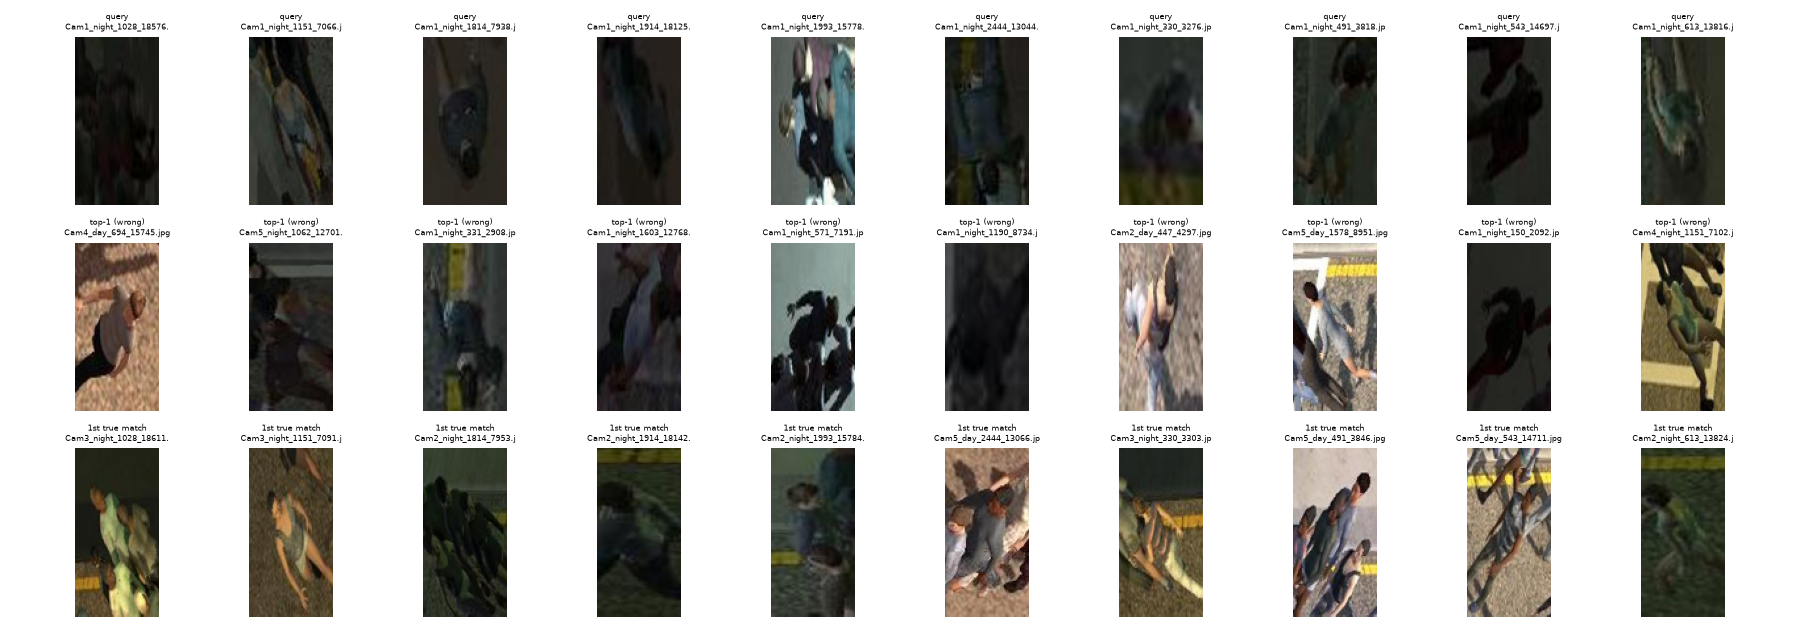 query query query query query query query query query query
Cam1_night_1028_18576. Cam1_night_1151_7066.j Cam1_night_1814_7938.j Cam1_night_1914_18125. Cam1_night_1993_15778. Cam1_night_2444_13044. Cam1_night_330_3276.jp Cam1_night_491_3818.jp Cam1_night_543_14697.j Cam1_night_613_13816.j
top-1 (wrong) top-1 (wrong) top-1 (wrong) top-1 (wrong) top-1 (wrong) top-1 (wrong) top-1 (wrong) top-1 (wrong) top-1 (wrong) top-1 (wrong)
Cam4_day_694_15745.jpg Cam5_night_1062_12701. Cam1_night_331_2908.jp Cam1_night_1603_12768. Cam1_night_571_7191.jp Cam1_night_1190_8734.j Cam2_day_447_4297.jpg Cam5_day_1578_8951.jpg Cam1_night_150_2092.jp Cam4_night_1151_7102.j
1st true match 1st true match 1st true match 1st true match 1st true match 1st true match 1st true match 1st true match 1st true match 1st true match
Cam3_night_1028_18611. Cam3_night_1151_7091.j Cam2_night_1814_7953.j Cam2_night_1914_18142. Cam2_night_1993_15784. Cam5_day_2444_13066.jp Cam3_night_330_3303.jp Cam5_day_491_3846.jpg Cam5_day_543_14711.jpg Cam2_night_613_13824.j